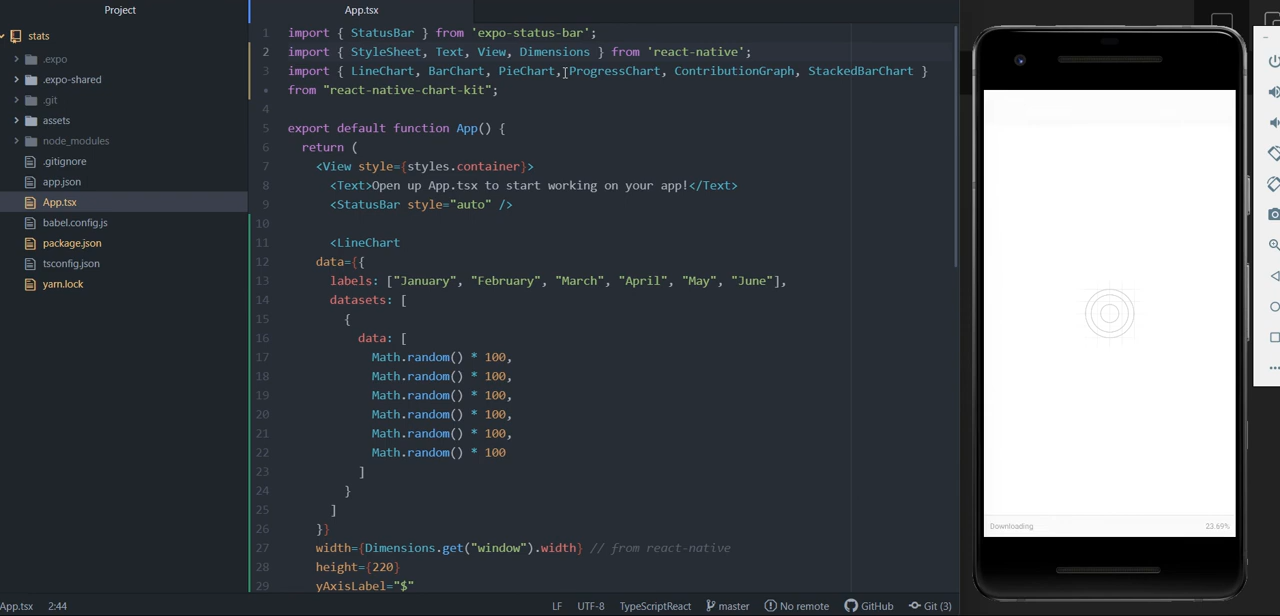 Project
App.tsx
stats
.expo
.expo-shared
.git
assets
node_modules
.gitignore
app.json
App.tsx
babel.config.js
package.json
tsconfig.json
yarn.lock
1 import { StatusBar } from 'expo-status-bar';
2 import { StyleSheet, Text, View, Dimensions } from 'react-native';
3 import { LineChart, BarChart, PieChart, ProgressChart, ContributionGraph, StackedBarChart }
• from "react-native-chart-kit";
4
5 export default function App() {
6 return (
7 <View style={styles.container}>
8 <Text>Open up App.tsx to start working on your app!</Text>
9 <StatusBar style="auto" />
10
11 <LineChart
12 data={{
13 labels: ["January", "February", "March", "April", "May", "June"],
14 datasets: [
15 {
16 data: [
17 Math.random() * 100,
18 Math.random() * 100,
19 Math.random() * 100,
20 Math.random() * 100,
21 Math.random() * 100,
22 Math.random() * 100
23 ]
24 }
25 ]
26 }}
27 width={Dimensions.get("window").width} // from react-native
28 height={220}
29 yAxisLabel="$"
Downloading 23.69%
App.tsx 2:44 LF UTF-8 TypeScriptReact master No remote GitHub Git (3)